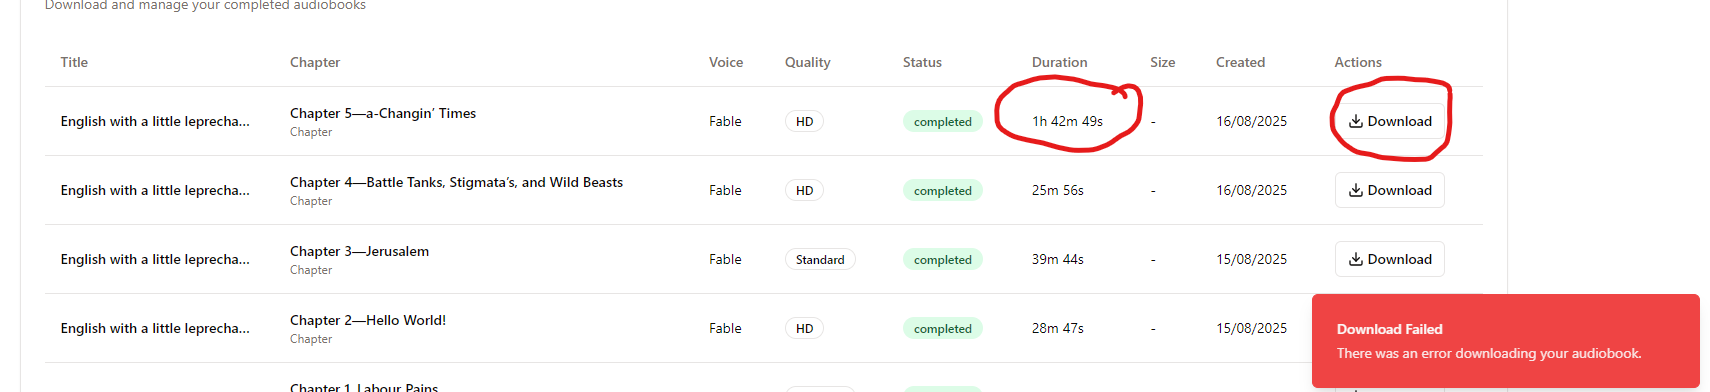 Download and manage your completed audiobooks
Title Chapter Voice Quality Status Duration Size Created Actions
English with a little leprecha... Chapter 5—a-Changin’ Times Fable HD completed 1h 42m 49s - 16/08/2025 Download
Chapter
English with a little leprecha... Chapter 4—Battle Tanks, Stigmata’s, and Wild Beasts Fable HD completed 25m 56s - 16/08/2025 Download
Chapter
English with a little leprecha... Chapter 3—Jerusalem Fable Standard completed 39m 44s - 15/08/2025 Download
Chapter
English with a little leprecha... Chapter 2—Hello World! Fable HD completed 28m 47s - 15/08/2025
Chapter
Download Failed
There was an error downloading your audiobook.
Chapter 1 Labour Pains